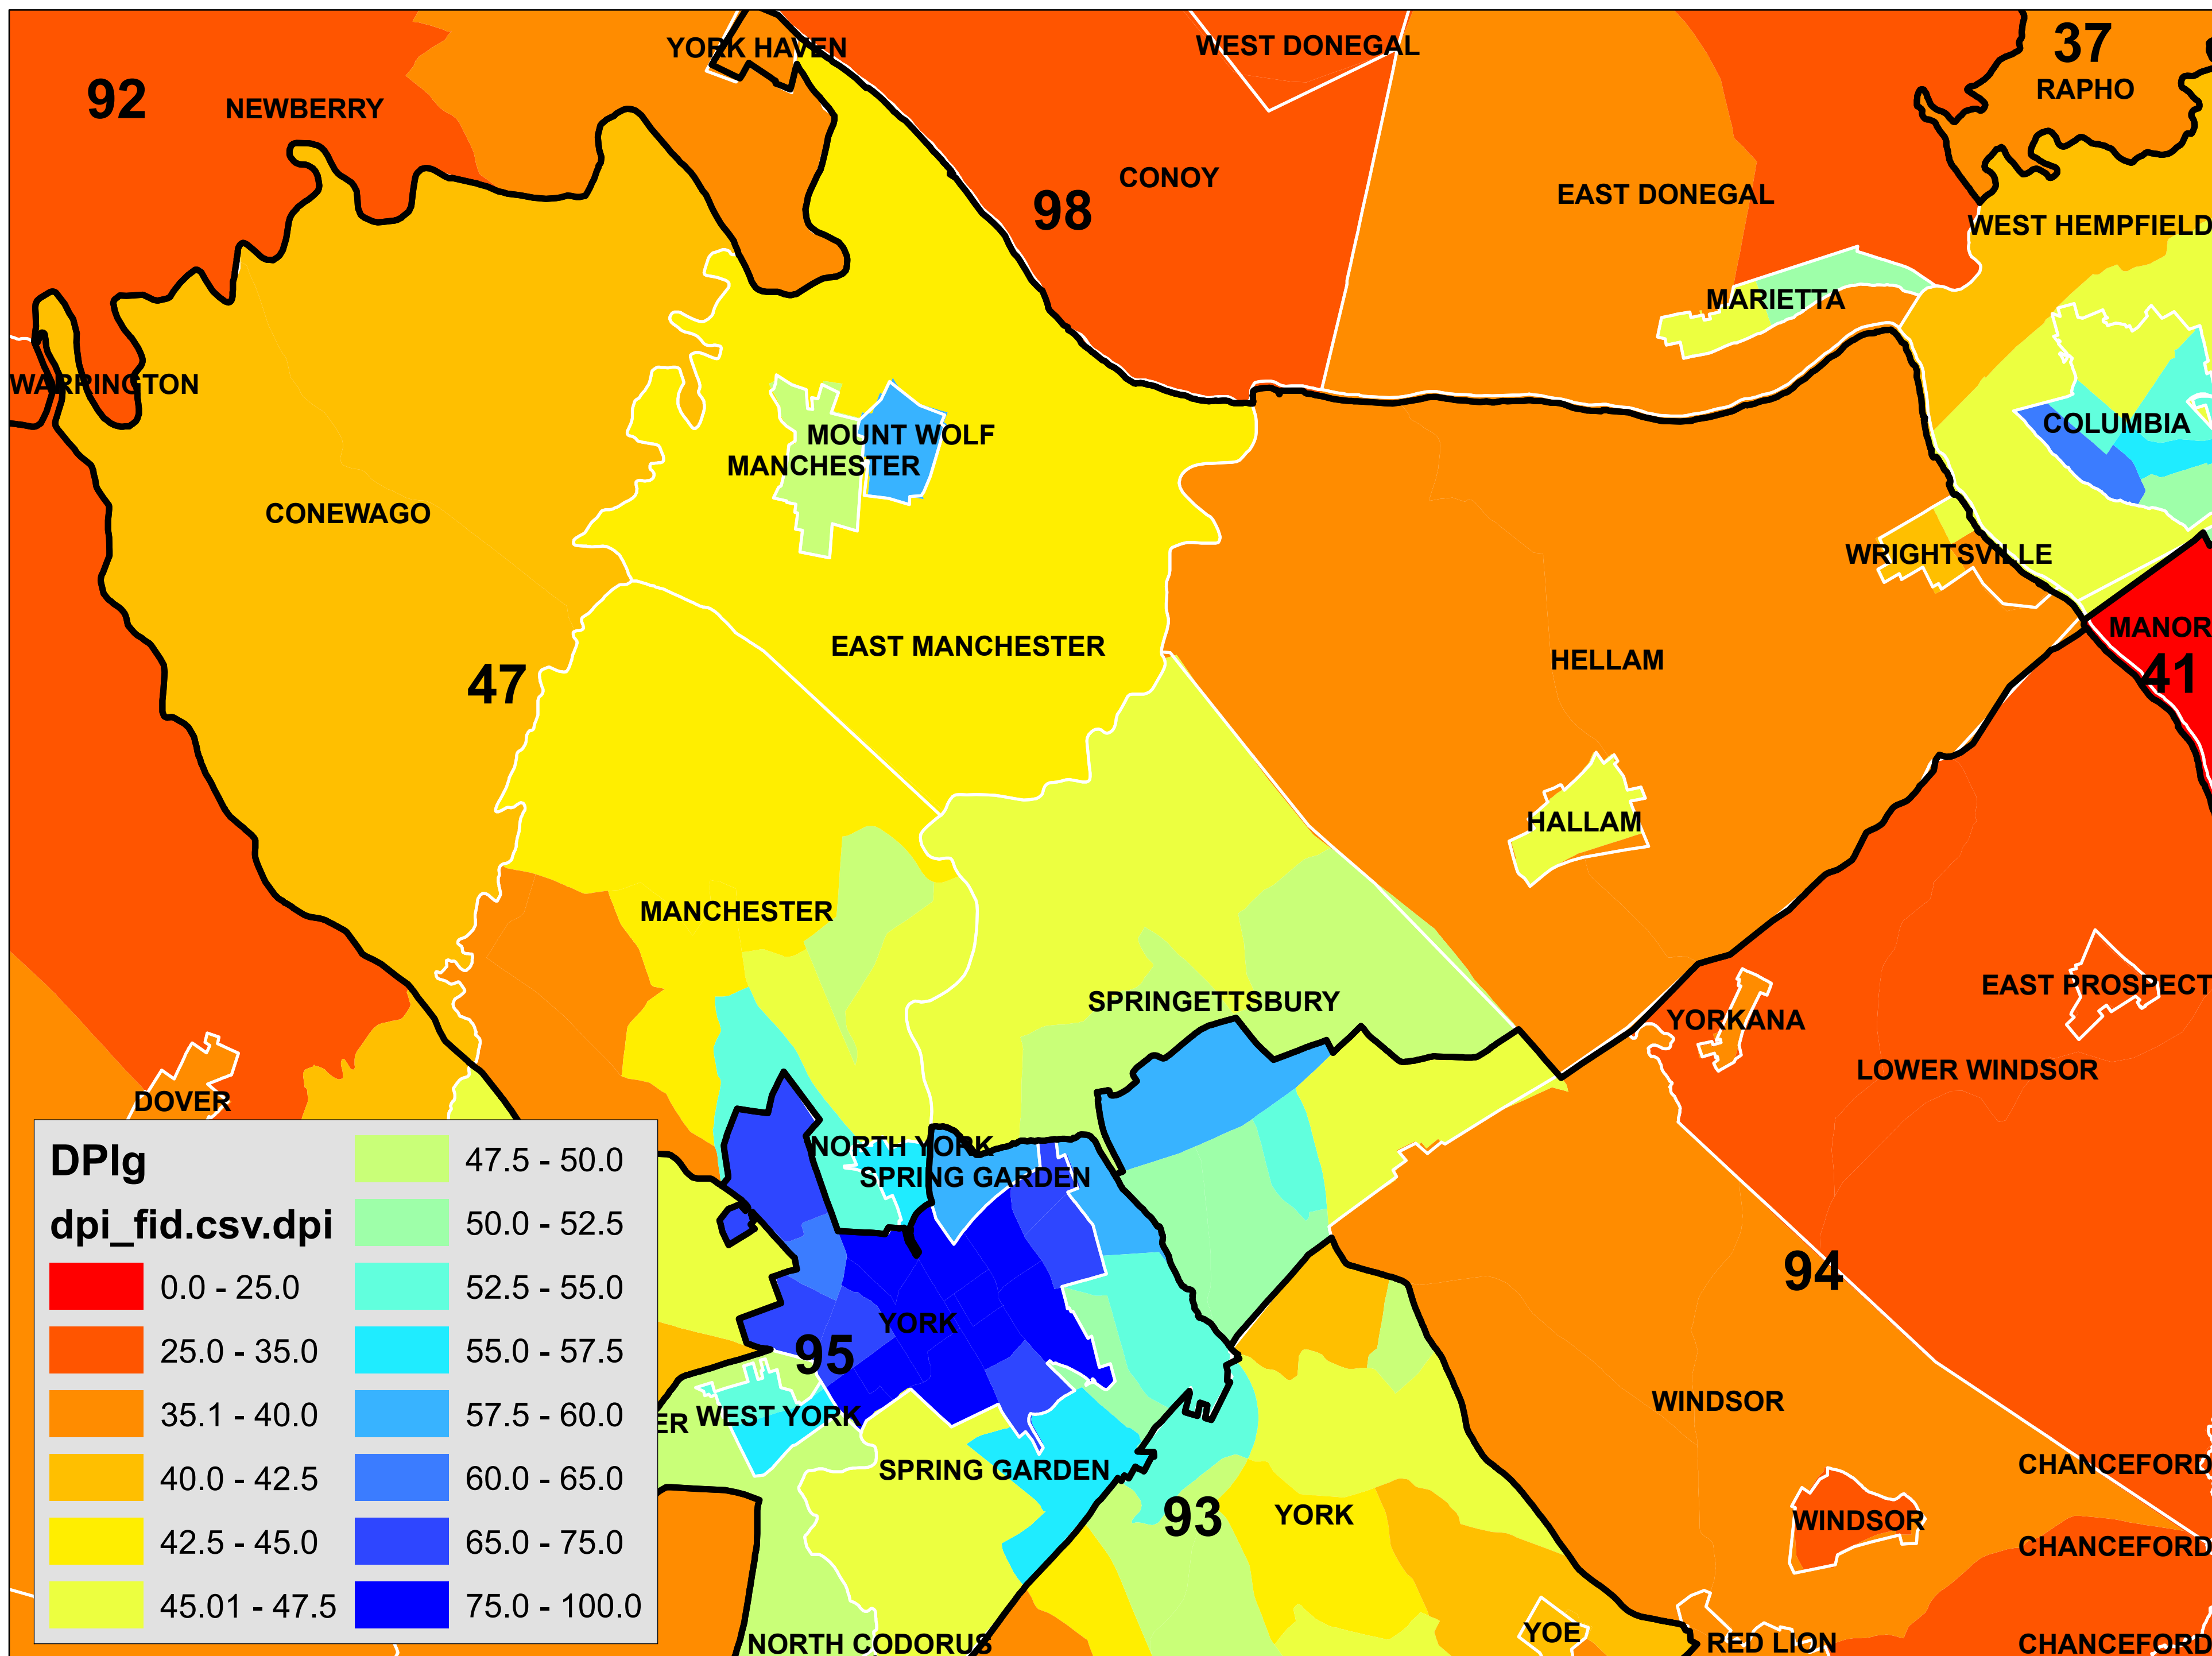 YORK HAVEN
WEST DONEGAL
37
RAPHO
92
NEWBERRY
CONOY
98
EAST DONEGAL
WEST HEMPFIELD
MARIETTA
WARRINGTON
COLUMBIA
MOUNT WOLF
MANCHESTER
CONEWAGO
WRIGHTSVILLE
MANOR
41
EAST MANCHESTER
HELLAM
47
HALLAM
MANCHESTER
SPRINGETTSBURY
EAST PROSPECT
YORKANA
LOWER WINDSOR
DOVER
NORTH YORK
SPRING GARDEN
94
YORK
95
WINDSOR
ER
WEST YORK
SPRING GARDEN
CHANCEFORD
93
YORK
WINDSOR
CHANCEFORD
YOE
RED LION
CHANCEFORD
NORTH CODORUS
DPIg
dpi_fid.csv.dpi
0.0 - 25.0
25.0 - 35.0
35.1 - 40.0
40.0 - 42.5
42.5 - 45.0
45.01 - 47.5
47.5 - 50.0
50.0 - 52.5
52.5 - 55.0
55.0 - 57.5
57.5 - 60.0
60.0 - 65.0
65.0 - 75.0
75.0 - 100.0